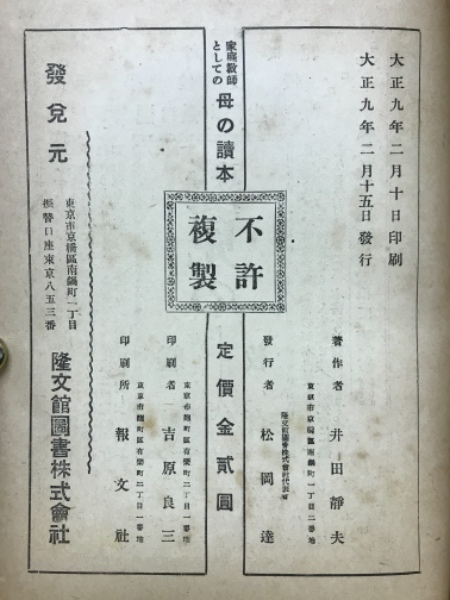 大正九年二月十日印刷
大正九年二月十五日發行
著作者 井田靜夫
東京市京橋區南鍋町一丁目二番地
隆文館圖書株式會社代表者
發行者 松岡達
家庭敎師としての 母の讀本
不許複製
定價金貳圓
東京市麹町區有樂町二丁目一番地
印刷者 吉原良三
東京市麹町區有樂町二丁目一番地
印刷所 報文社
發兌元
東京市京橋區南鍋町一丁目
振替口座東京八五三番
隆文館圖書株式會社